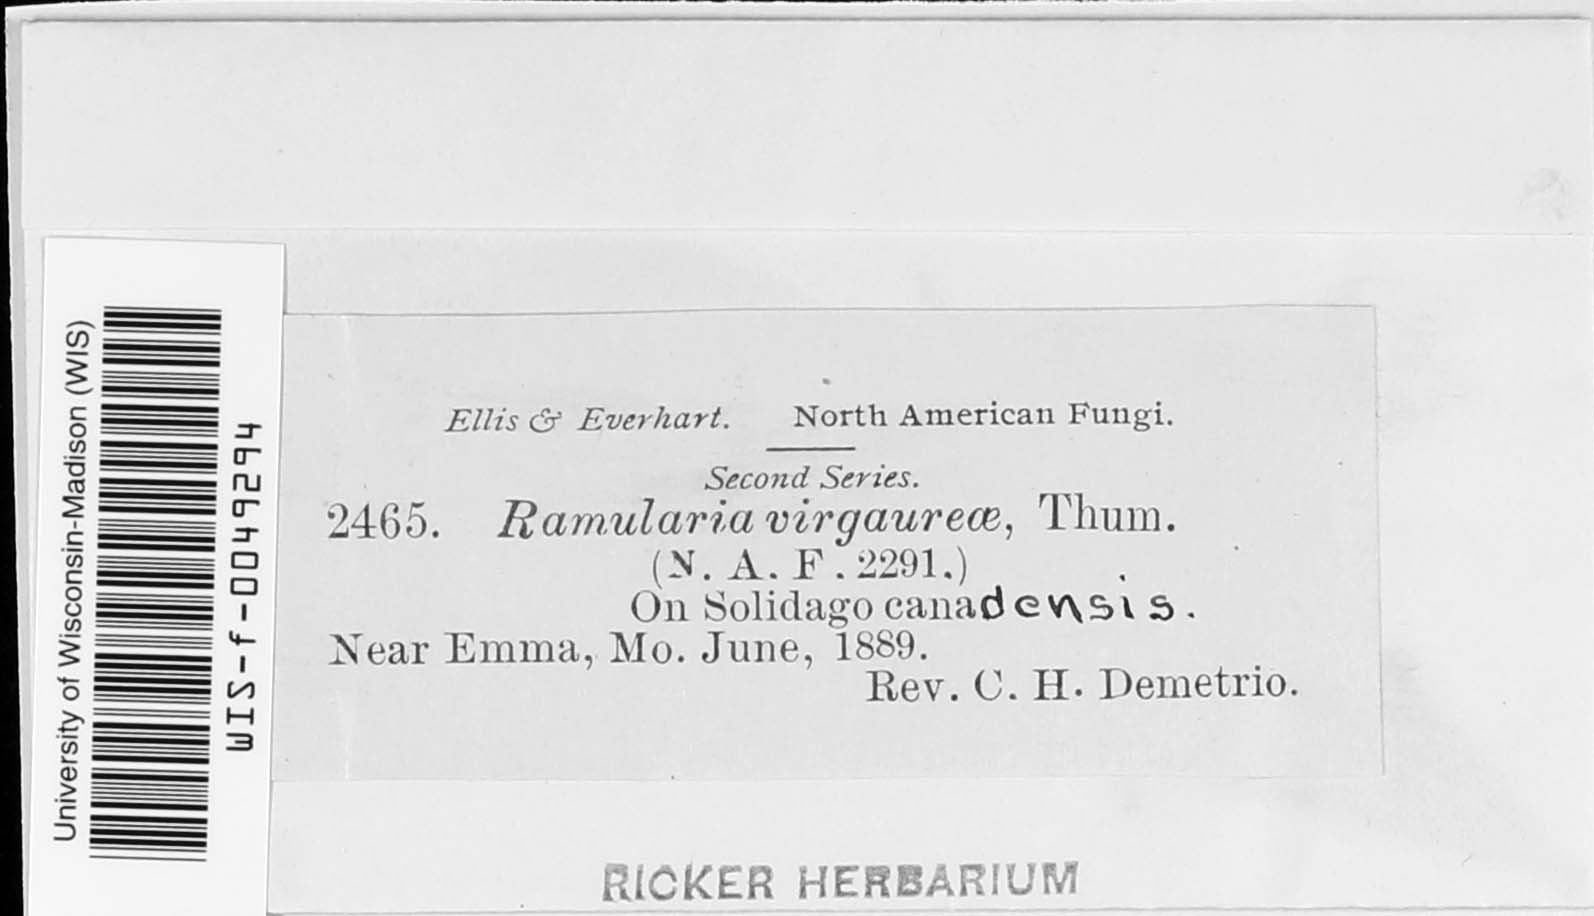 University of Wisconsin-Madison (WIS)
WIS-f-0049294
Ellis & Everhart. North American Fungi.
Second Series.
2465. Ramularia virgaureæ, Thum.
(N. A. F. 2291.)
On Solidago canadensis.
Near Emma, Mo. June, 1889.
Rev. C. H. Demetrio.
RICKER HERBARIUM